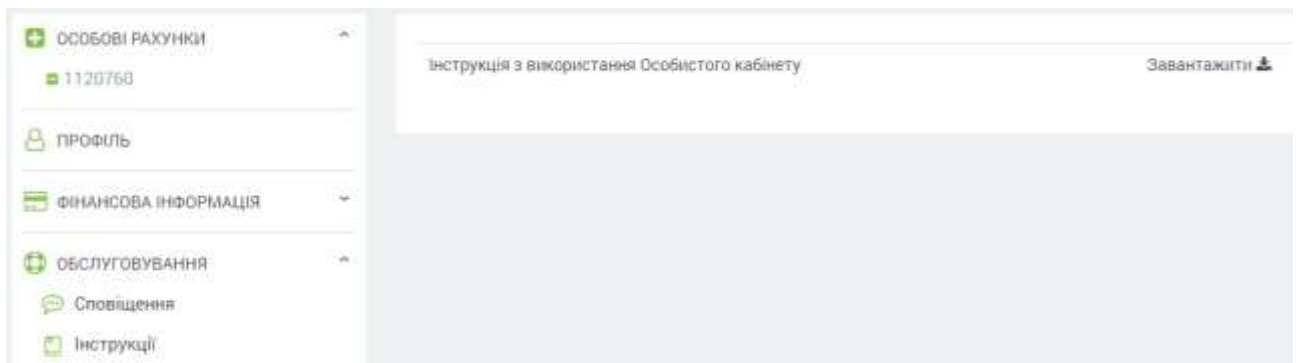 ОСОБОВІ РАХУНКИ
1120760
ПРОФІЛЬ
ФІНАНСОВА ІНФОРМАЦІЯ
ОБСЛУГОВУВАННЯ
Сповіщення
Інструкції
Інструкція з використання Особистого кабінету
Завантажити